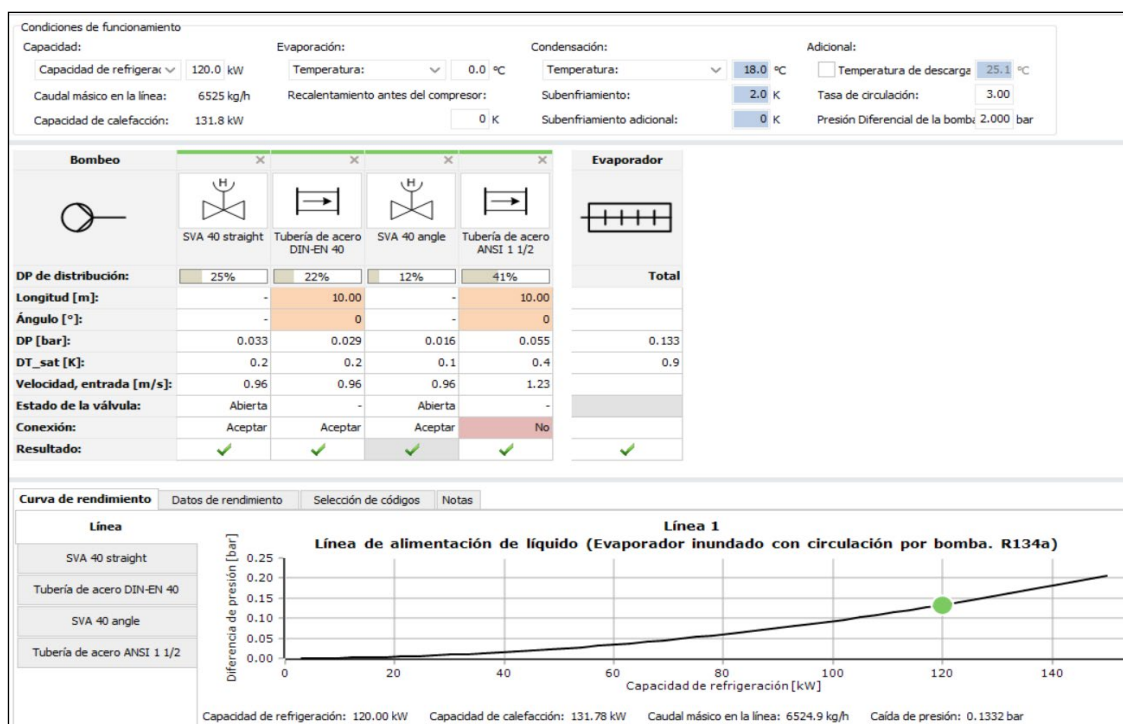 Condiciones de funcionamiento
Capacidad: Evaporación: Condensación: Adicional:
Capacidad de refrigerac 120.0 kW Temperatura: 0.0 ºC Temperatura: 18.0 ºC Temperatura de descarga 25.1 ºC
Caudal másico en la línea: 6525 kg/h Recalentamiento antes del compresor: Subenfriamiento: 2.0 K Tasa de circulación: 3.00
Capacidad de calefacción: 131.8 kW 0 K Subenfriamiento adicional: 0 K Presión Diferencial de la bomba 2.000 bar
Bombeo Evaporador
SVA 40 straight Tubería de acero SVA 40 angle Tubería de acero
DIN-EN 40 ANSI 1 1/2
DP de distribución: 25% 22% 12% 41% Total
Longitud [m]: - 10.00 - 10.00
Ángulo [°]: - 0 - 0
DP [bar]: 0.033 0.029 0.016 0.055 0.133
DT_sat [K]: 0.2 0.2 0.1 0.4 0.9
Velocidad, entrada [m/s]: 0.96 0.96 0.96 1.23
Estado de la válvula: Abierta - Abierta -
Conexión: Aceptar Aceptar Aceptar No
Resultado:
Curva de rendimiento Datos de rendimiento Selección de códigos Notas
Línea
SVA 40 straight
Tubería de acero DIN-EN 40
SVA 40 angle
Tubería de acero ANSI 1 1/2
Línea 1
Línea de alimentación de líquido (Evaporador inundado con circulación por bomba. R134a)
Diferencia de presión [bar]
0.25
0.20
0.15
0.10
0.05
0.00
0 20 40 60 80 100 120 140
Capacidad de refrigeración [kW]
Capacidad de refrigeración: 120.00 kW Capacidad de calefacción: 131.78 kW Caudal másico en la línea: 6524.9 kg/h Caída de presión: 0.1332 bar